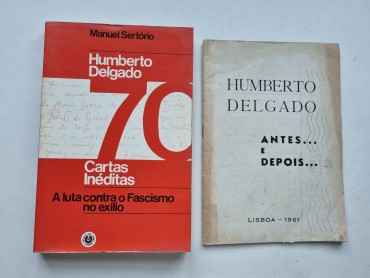 Manuel Sertório
Humberto
Delgado
70
Cartas
Inéditas
A luta contra o Fascismo
no exílio
HUMBERTO
DELGADO
ANTES...
E
DEPOIS...
LISBOA — 1961